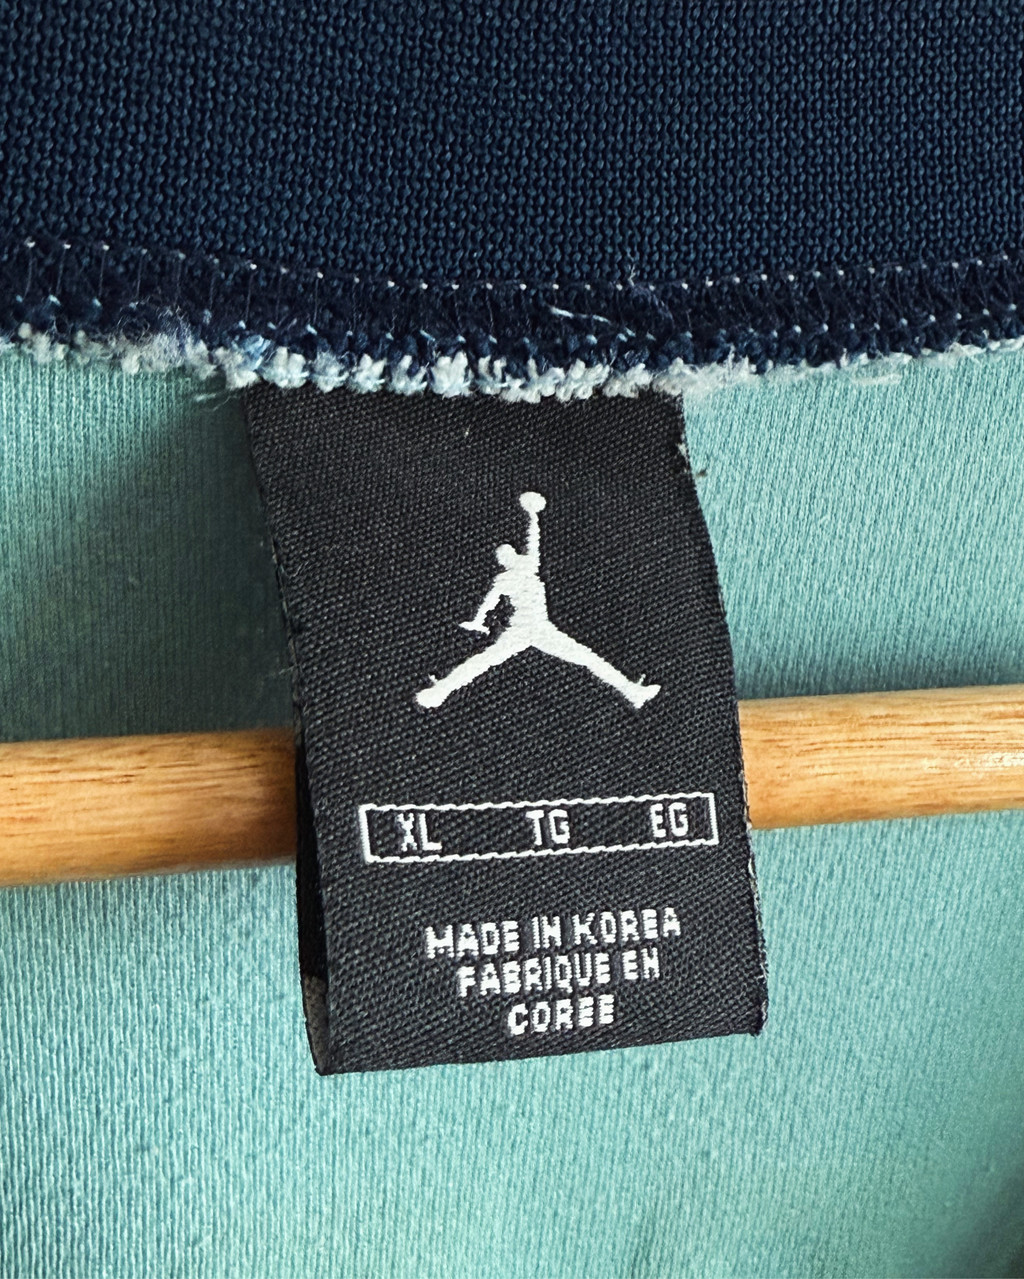 XL TG EG
MADE IN KOREA
FABRIQUE EN
COREE